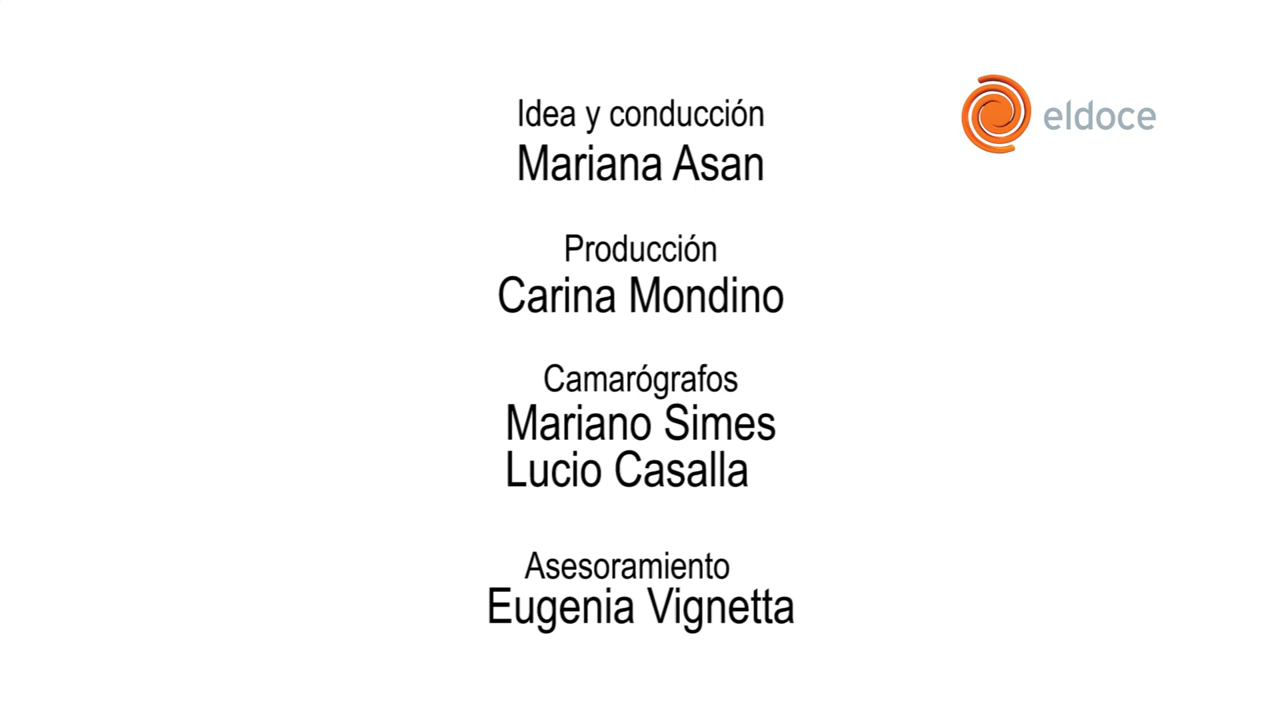 Idea y conducción
Mariana Asan
eldoce
Producción
Carina Mondino
Camarógrafos
Mariano Simes
Lucio Casalla
Asesoramiento
Eugenia Vignetta